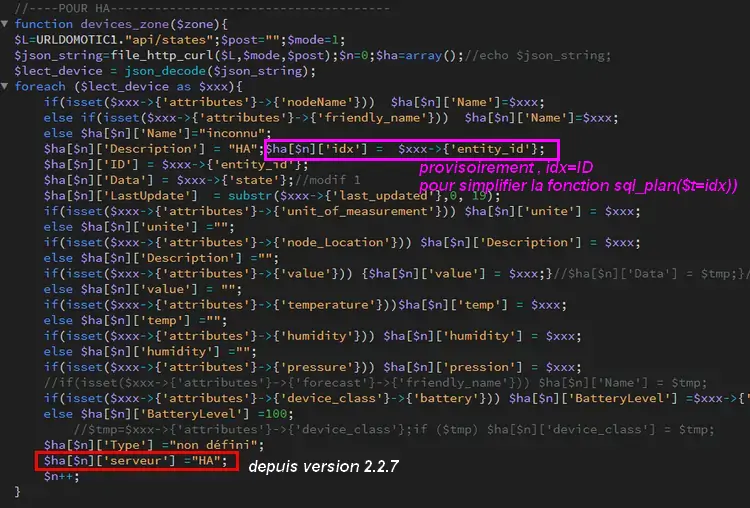 //----POUR HA-----------------------------------
function devices_zone($zone){
$L=URLDOMOTIC1."api/states";$post="";$mode=1;
$json_string=file_http_curl($L,$mode,$post);$n=0;$ha=array();//echo $json_string;
$lect_device = json_decode($json_string);
foreach ($lect_device as $xxx){
if(isset($xxx->{'attributes'}->{'nodeName'}))  $ha[$n]['Name']=$xxx;
else if(isset($xxx->{'attributes'}->{'friendly_name'}))  $ha[$n]['Name']=$xxx;
else $ha[$n]['Name']="inconnu";
$ha[$n]['Description'] = "HA";$ha[$n]['idx'] =  $xxx->{'entity_id'};
$ha[$n]['ID'] = $xxx->{'entity_id'};
provisoirement , idx=ID
$ha[$n]['Data'] = $xxx->{'state'};//modif 1
pour simplifier la fonction sql_plan($t=idx))
$ha[$n]['LastUpdate']  = substr($xxx->{'last_updated'},0, 19);
if(isset($xxx->{'attributes'}->{'unit_of_measurement'})) $ha[$n]['unite'] = $xxx;
else $ha[$n]['unite'] ="";
if(isset($xxx->{'attributes'}->{'node_Location'})) $ha[$n]['Description'] = $xxx;
else $ha[$n]['Description'] ="";
if(isset($xxx->{'attributes'}->{'value'})) {$ha[$n]['value'] = $xxx;}//$ha[$n]['Data'] = $tmp;}/
else $ha[$n]['value'] = "";
if(isset($xxx->{'attributes'}->{'temperature'}))$ha[$n]['temp'] = $xxx;
else $ha[$n]['temp'] ="";
if(isset($xxx->{'attributes'}->{'humidity'})) $ha[$n]['humidity'] = $xxx;
else $ha[$n]['humidity'] ="";
if(isset($xxx->{'attributes'}->{'pressure'})) $ha[$n]['pression'] = $xxx;
//if(isset($xxx->{'attributes'}->{'forecast'}->{'friendly_name'})) $ha[$n]['Name'] = $tmp;
if(isset($xxx->{'attributes'}->{'device_class'}->{'battery'})) $ha[$n]['BatteryLevel'] =$xxx->{'
else $ha[$n]['BatteryLevel'] =100;
//$tmp=$xxx->{'attributes'}->{'device_class'};if ($tmp) $ha[$n]['device_class'] = $tmp;
$ha[$n]['Type'] ="non défini";
$ha[$n]['serveur'] ="HA"; depuis version 2.2.7
$n++;
}